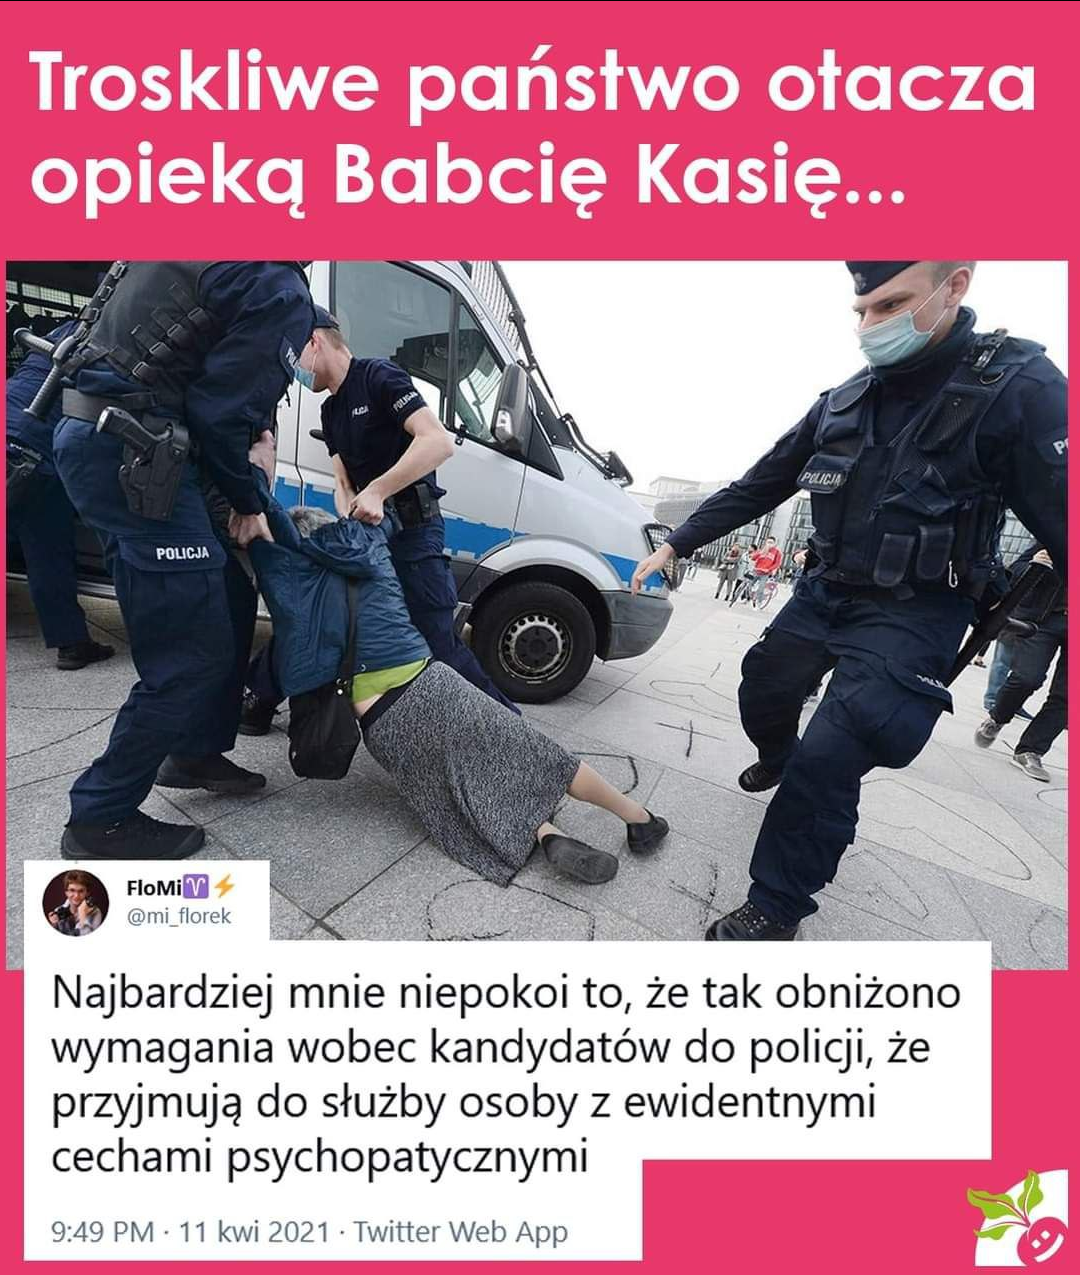 Troskliwe państwo otacza
opieką Babcię Kasię...
POLICJA
POLICJA
POLICJA
FloMi♈⚡
@mi_florek
Najbardziej mnie niepokoi to, że tak obniżono
wymagania wobec kandydatów do policji, że
przyjmują do służby osoby z ewidentnymi
cechami psychopatycznymi
9:49 PM · 11 kwi 2021 · Twitter Web App